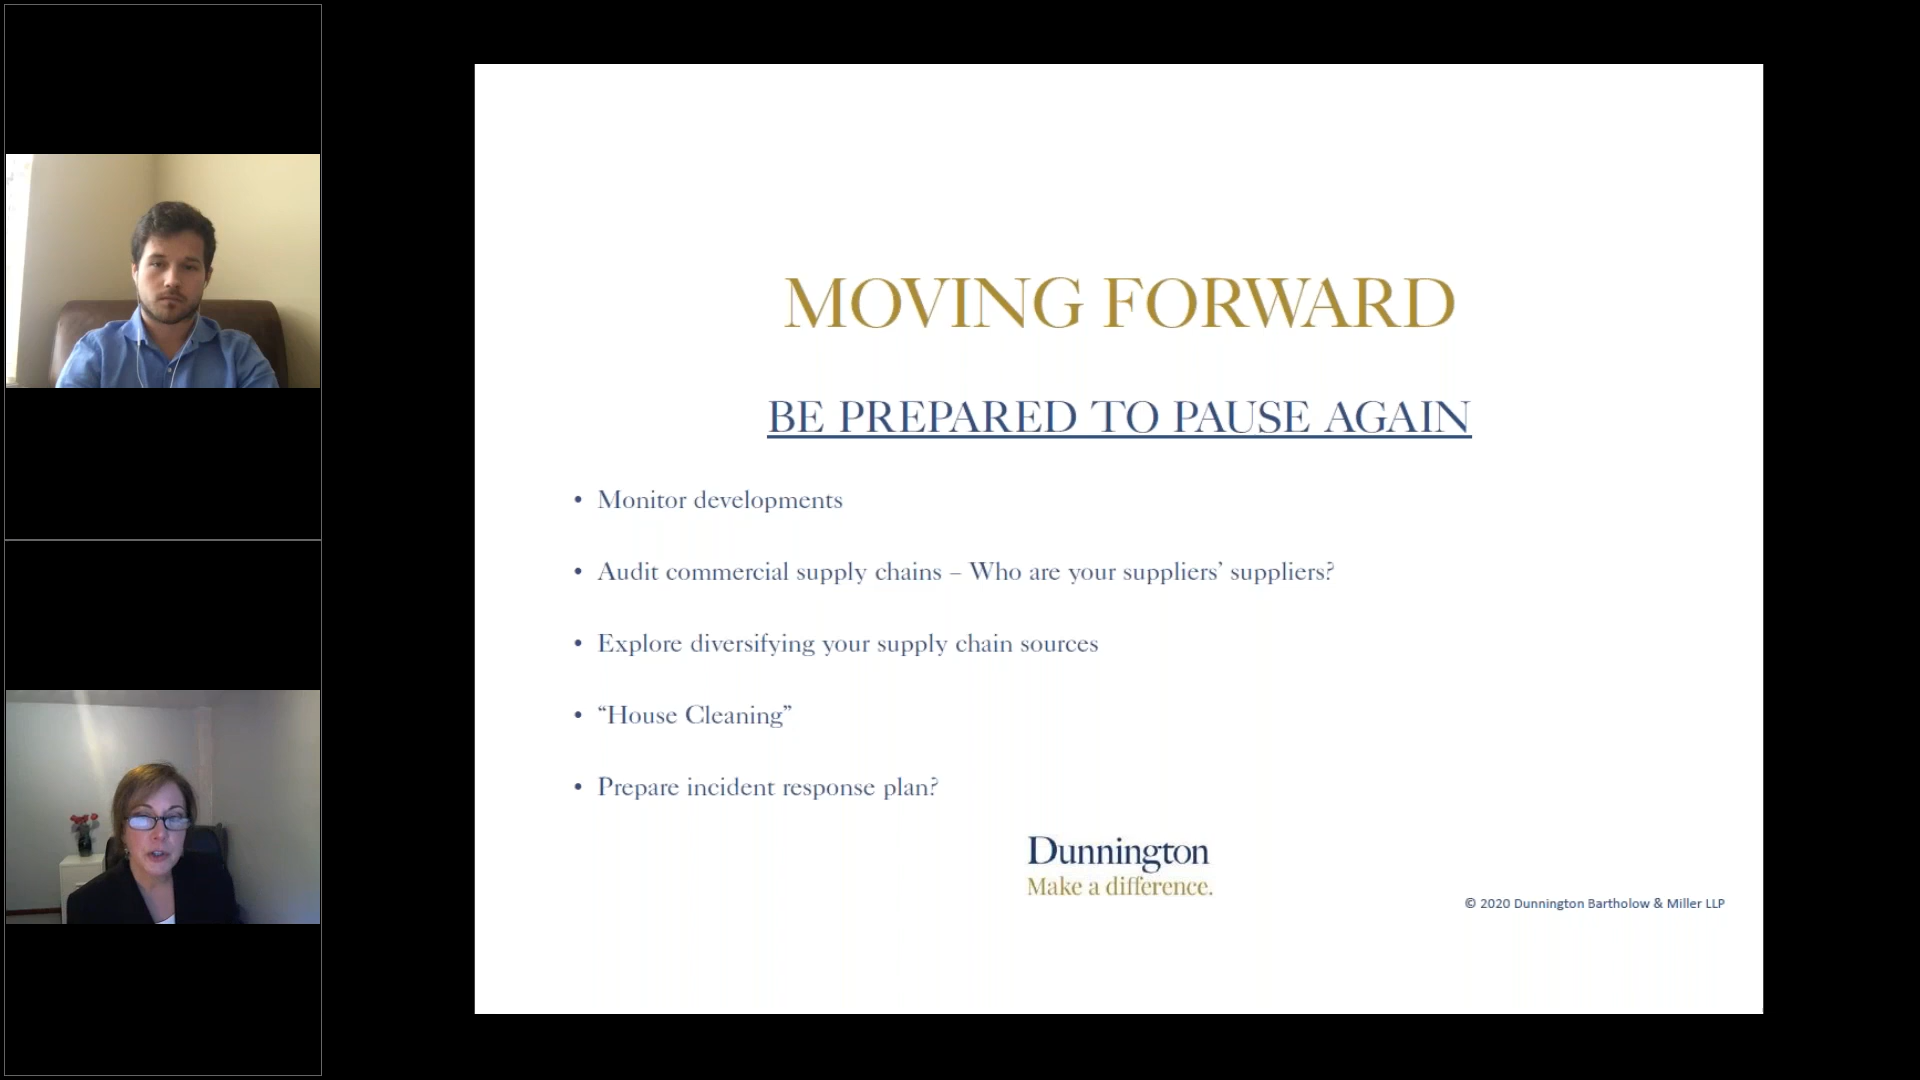 MOVING FORWARD
BE PREPARED TO PAUSE AGAIN
• Monitor developments
• Audit commercial supply chains – Who are your suppliers’ suppliers?
• Explore diversifying your supply chain sources
• “House Cleaning”
• Prepare incident response plan?
Dunnington
Make a difference.
© 2020 Dunnington Bartholow & Miller LLP